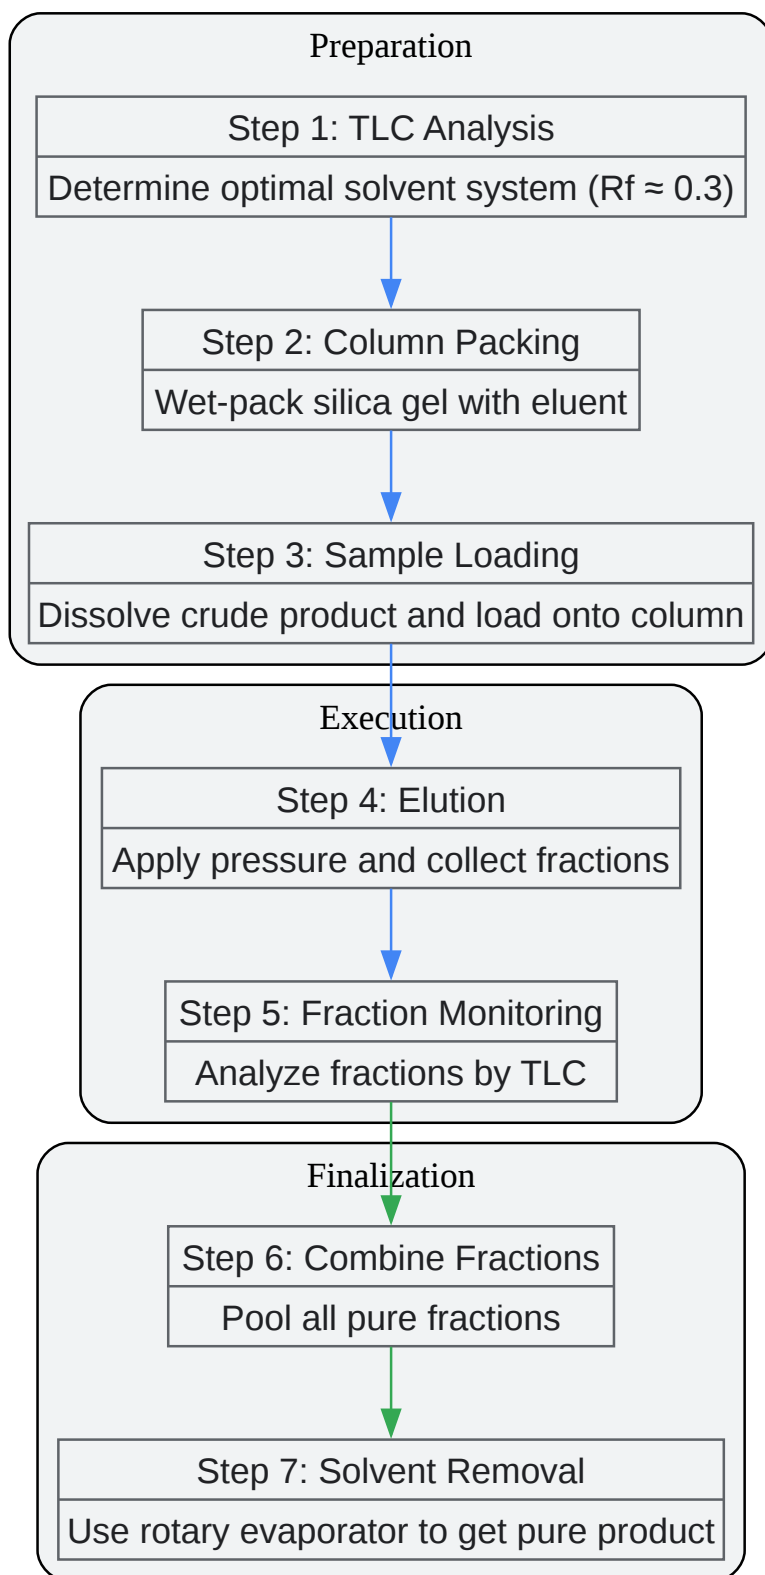 Preparation
Step 1: TLC Analysis
Determine optimal solvent system (Rf ≈ 0.3)
Step 2: Column Packing
Wet-pack silica gel with eluent
Step 3: Sample Loading
Dissolve crude product and load onto column
Execution
Step 4: Elution
Apply pressure and collect fractions
Step 5: Fraction Monitoring
Analyze fractions by TLC
Finalization
Step 6: Combine Fractions
Pool all pure fractions
Step 7: Solvent Removal
Use rotary evaporator to get pure product